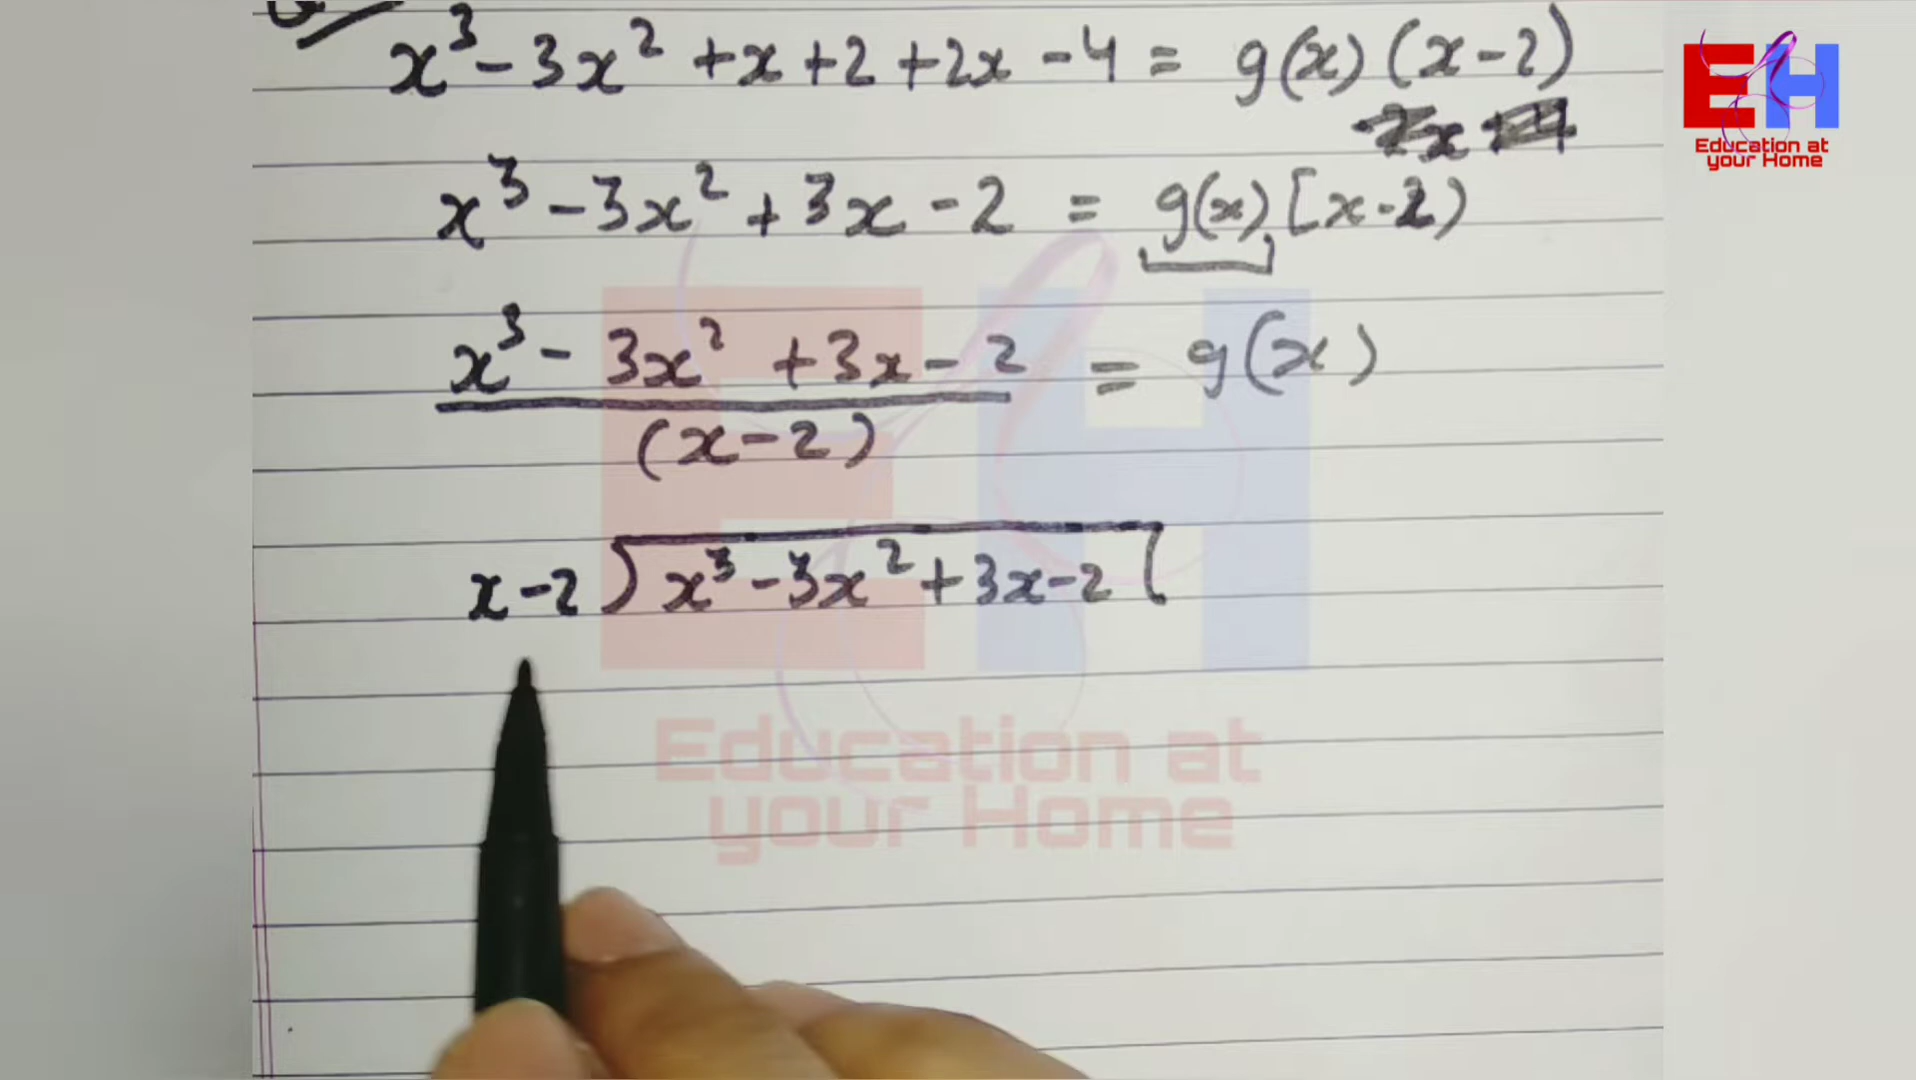 x³ - 3x² + x + 2 + 2x - 4 = g(x) (x-2)
x³ - 3x² + 3x - 2 = g(x) [x-2)
x³ - 3x² + 3x - 2 = g(x)
(x-2)
x-2 ) x³ - 3x² + 3x - 2 (
EH
Education at
your Home
Education at
your Home